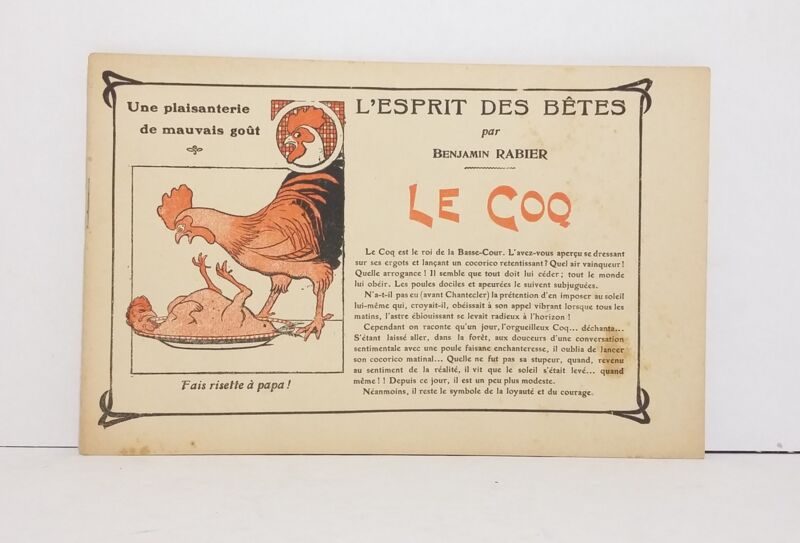 Une plaisanterie
de mauvais goût
Fais risette à papa !
L'ESPRIT DES BÊTES
par
BENJAMIN RABIER
LE COQ
Le Coq est le roi de la Basse-Cour. L'avez-vous aperçu se dressant
sur ses ergots et lançant un cocorico retentissant ? Quel air vainqueur !
Quelle arrogance ! Il semble que tout doit lui céder ; tout le monde
lui obéir. Les poules dociles et apeurées le suivent subjuguées.
N'a-t-il pas eu (avant Chantecler) la prétention d'en imposer au soleil
lui-même qui, croyait-il, obéissait à son appel vibrant lorsque tous les
matins, l'astre éblouissant se levait radieux à l'horizon !
Cependant on raconte qu'un jour, l'orgueilleux Coq... déchanta...
S'étant laissé aller, dans la forêt, aux douceurs d'une conversation
sentimentale avec une poule faisane enchanteresse, il oublia de lancer
son cocorico matinal... Quelle ne fut pas sa stupeur, quand, revenu
au sentiment de la réalité, il vit que le soleil s'était levé... quand
même ! ! Depuis ce jour, il est un peu plus modeste.
Néanmoins, il reste le symbole de la loyauté et du courage.